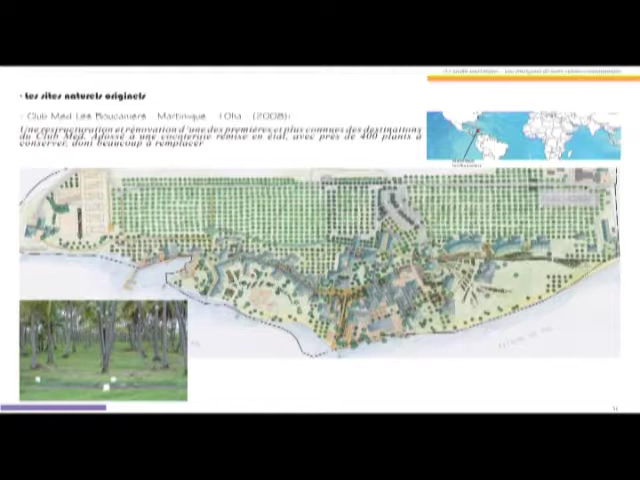 - Les sites naturels originels
- Club Med Les Boucaniers Martinique (2008):
Une restructuration et rénovation d'une des premières et plus connues des destinations
du Club Med. Adossé à une cocoteraie remise en état, avec près de 400 plants à
conserver, dont beaucoup à remplacer